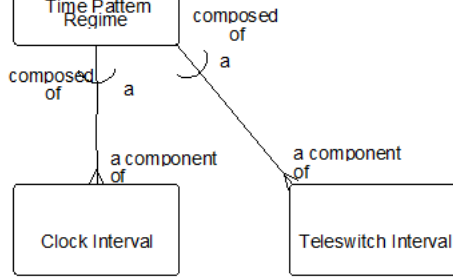 Time Pattern
Regime
composed
of
a
composed
of
a
a component
of
a component
of
Clock Interval
Teleswitch Interval